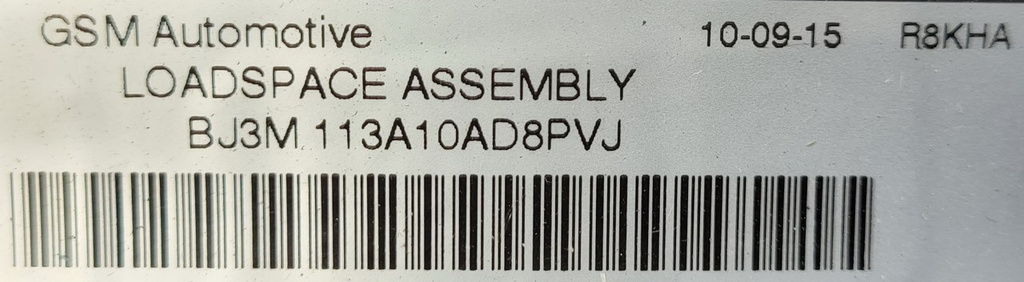 GSM Automotive 10-09-15 R8KHA
LOADSPACE ASSEMBLY
BJ3M 113A10AD8PVJ